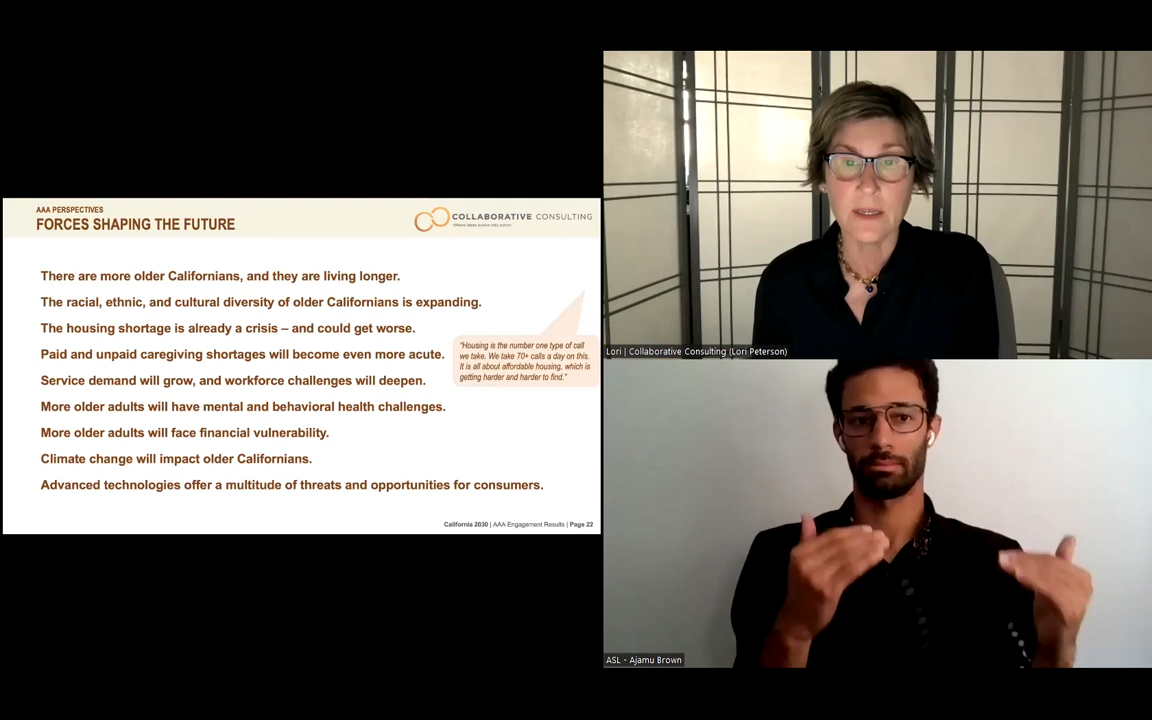 AAA PERSPECTIVES
FORCES SHAPING THE FUTURE
COLLABORATIVE CONSULTING
Where ideas evolve into action
There are more older Californians, and they are living longer.
The racial, ethnic, and cultural diversity of older Californians is expanding.
The housing shortage is already a crisis – and could get worse.
Paid and unpaid caregiving shortages will become even more acute.
Service demand will grow, and workforce challenges will deepen.
More older adults will have mental and behavioral health challenges.
More older adults will face financial vulnerability.
Climate change will impact older Californians.
Advanced technologies offer a multitude of threats and opportunities for consumers.
"Housing is the number one type of call
we take. We take 70+ calls a day on this.
It is all about affordable housing, which is
getting harder and harder to find."
California 2030 | AAA Engagement Results | Page 22
Lori | Collaborative Consulting (Lori Peterson)
ASL - Ajamu Brown